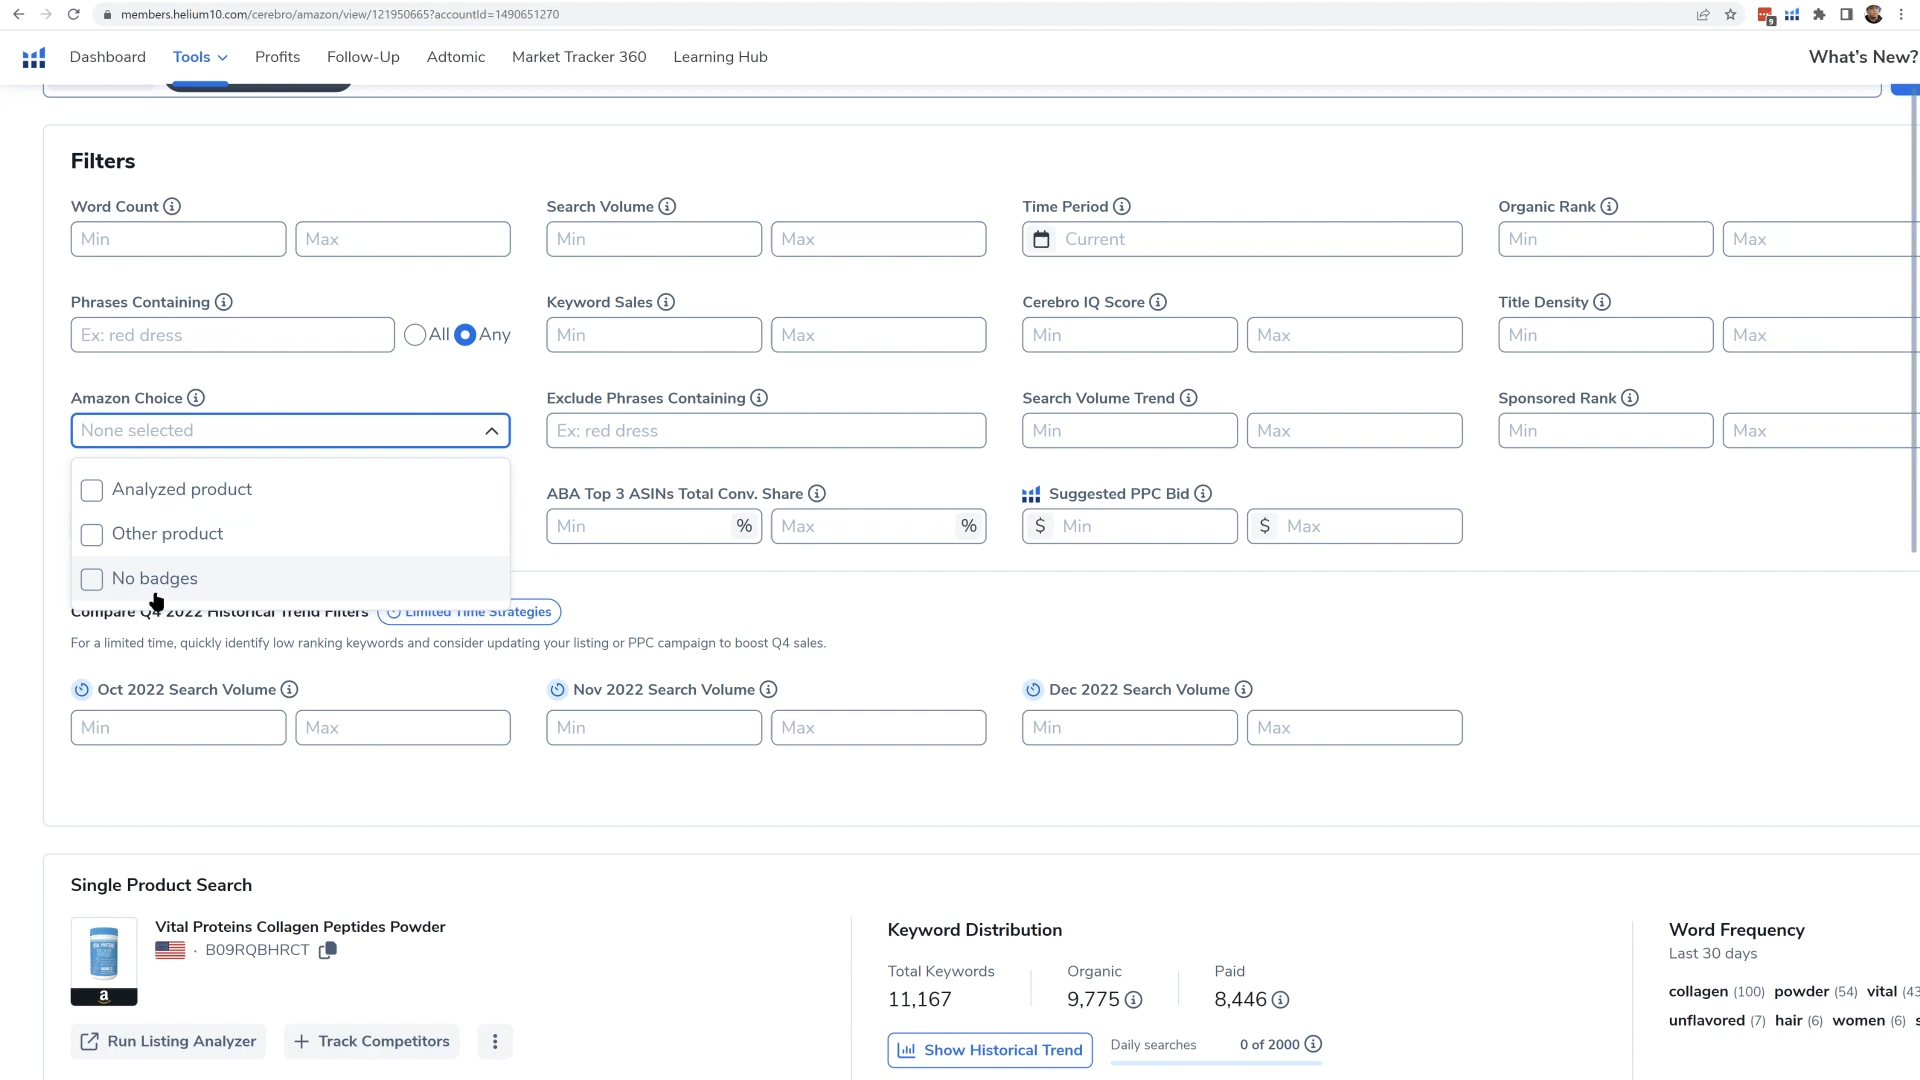 members.helium10.com/cerebro/amazon/view/121950665?accountId=1490651270
9
Dashboard Tools Profits Follow-Up Adtomic Market Tracker 360 Learning Hub What's New?
Filters
Word Count Search Volume Time Period Organic Rank
Min Max Min Max Current Min Max
Phrases Containing Keyword Sales Cerebro IQ Score Title Density
Ex: red dress All Any Min Max Min Max Min Max
Amazon Choice Exclude Phrases Containing Search Volume Trend Sponsored Rank
None selected Ex: red dress Min Max Min Max
Analyzed product ABA Top 3 ASINs Total Conv. Share Suggested PPC Bid
Other product Min % Max % $ Min $ Max
No badges
Compare Q4 2022 Historical Trend Filters Limited Time Strategies
For a limited time, quickly identify low ranking keywords and consider updating your listing or PPC campaign to boost Q4 sales.
Oct 2022 Search Volume Nov 2022 Search Volume Dec 2022 Search Volume
Min Max Min Max Min Max
Single Product Search
Vital Proteins Collagen Peptides Powder
B09RQBHRCT
Run Listing Analyzer + Track Competitors
Keyword Distribution
Total Keywords Organic Paid
11,167 9,775 8,446
Show Historical Trend Daily searches 0 of 2000
Word Frequency
Last 30 days
collagen (100) powder (54) vital (43
unflavored (7) hair (6) women (6) s